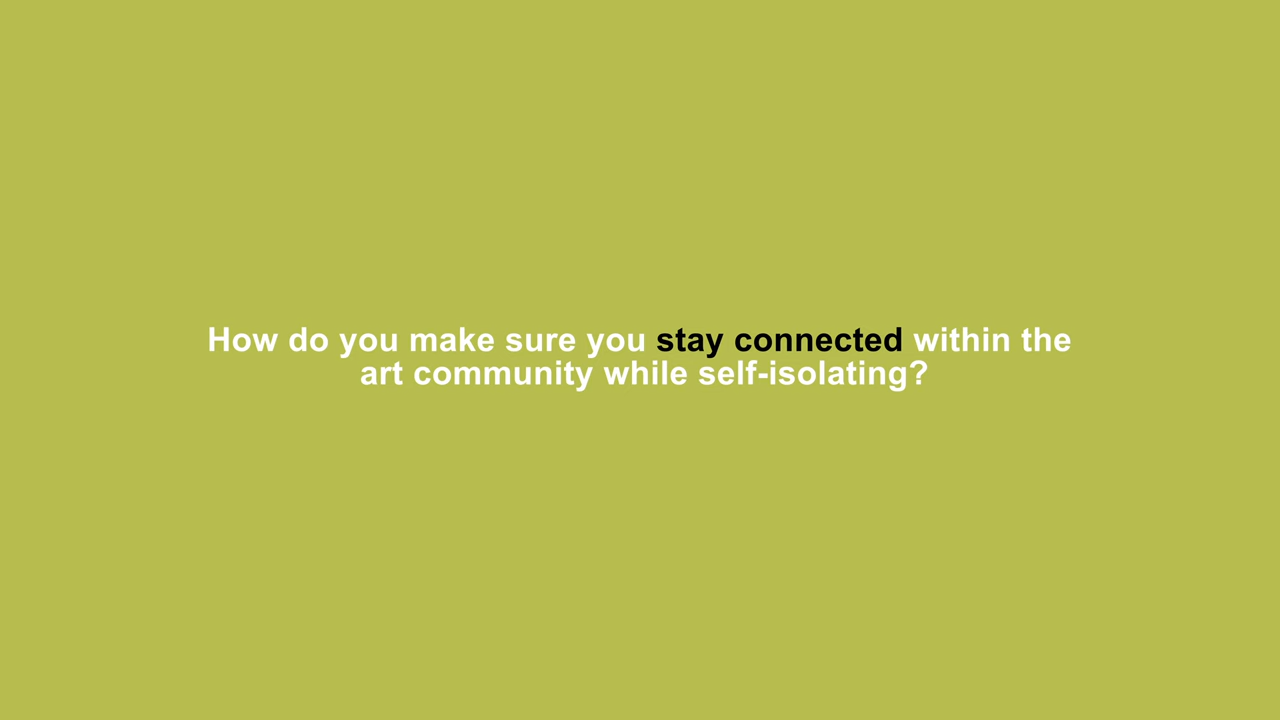 How do you make sure you stay connected within the
art community while self-isolating?